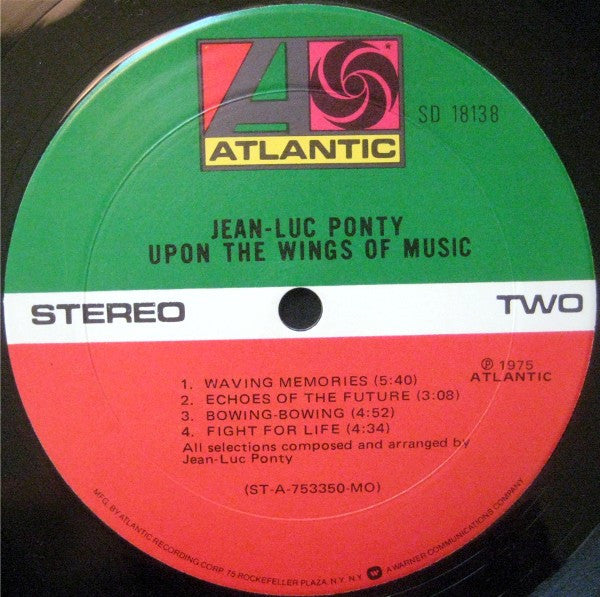 A
ATLANTIC
SD 18138
JEAN-LUC PONTY
UPON THE WINGS OF MUSIC
STEREO
TWO
℗ 1975
ATLANTIC
1. WAVING MEMORIES (5:40)
2. ECHOES OF THE FUTURE (3:08)
3. BOWING-BOWING (4:52)
4. FIGHT FOR LIFE (4:34)
All selections composed and arranged by
Jean-Luc Ponty
(ST-A-753350-MO)
MFG. BY ATLANTIC RECORDING CORP. 75 ROCKEFELLER PLAZA, N.Y. N.Y. W A WARNER COMMUNICATIONS COMPANY